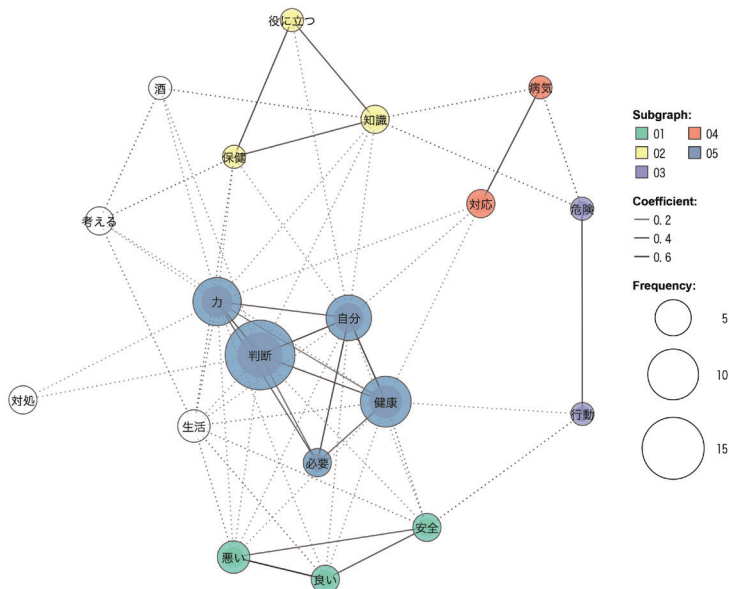 役に立つ
酒
病気
知識
保健
対応
考える
危険
力
自分
判断
対処
健康
生活
行動
必要
安全
悪い
良い
Subgraph:
01 04
02 05
03
Coefficient:
0.2
0.4
0.6
Frequency:
5
10
15